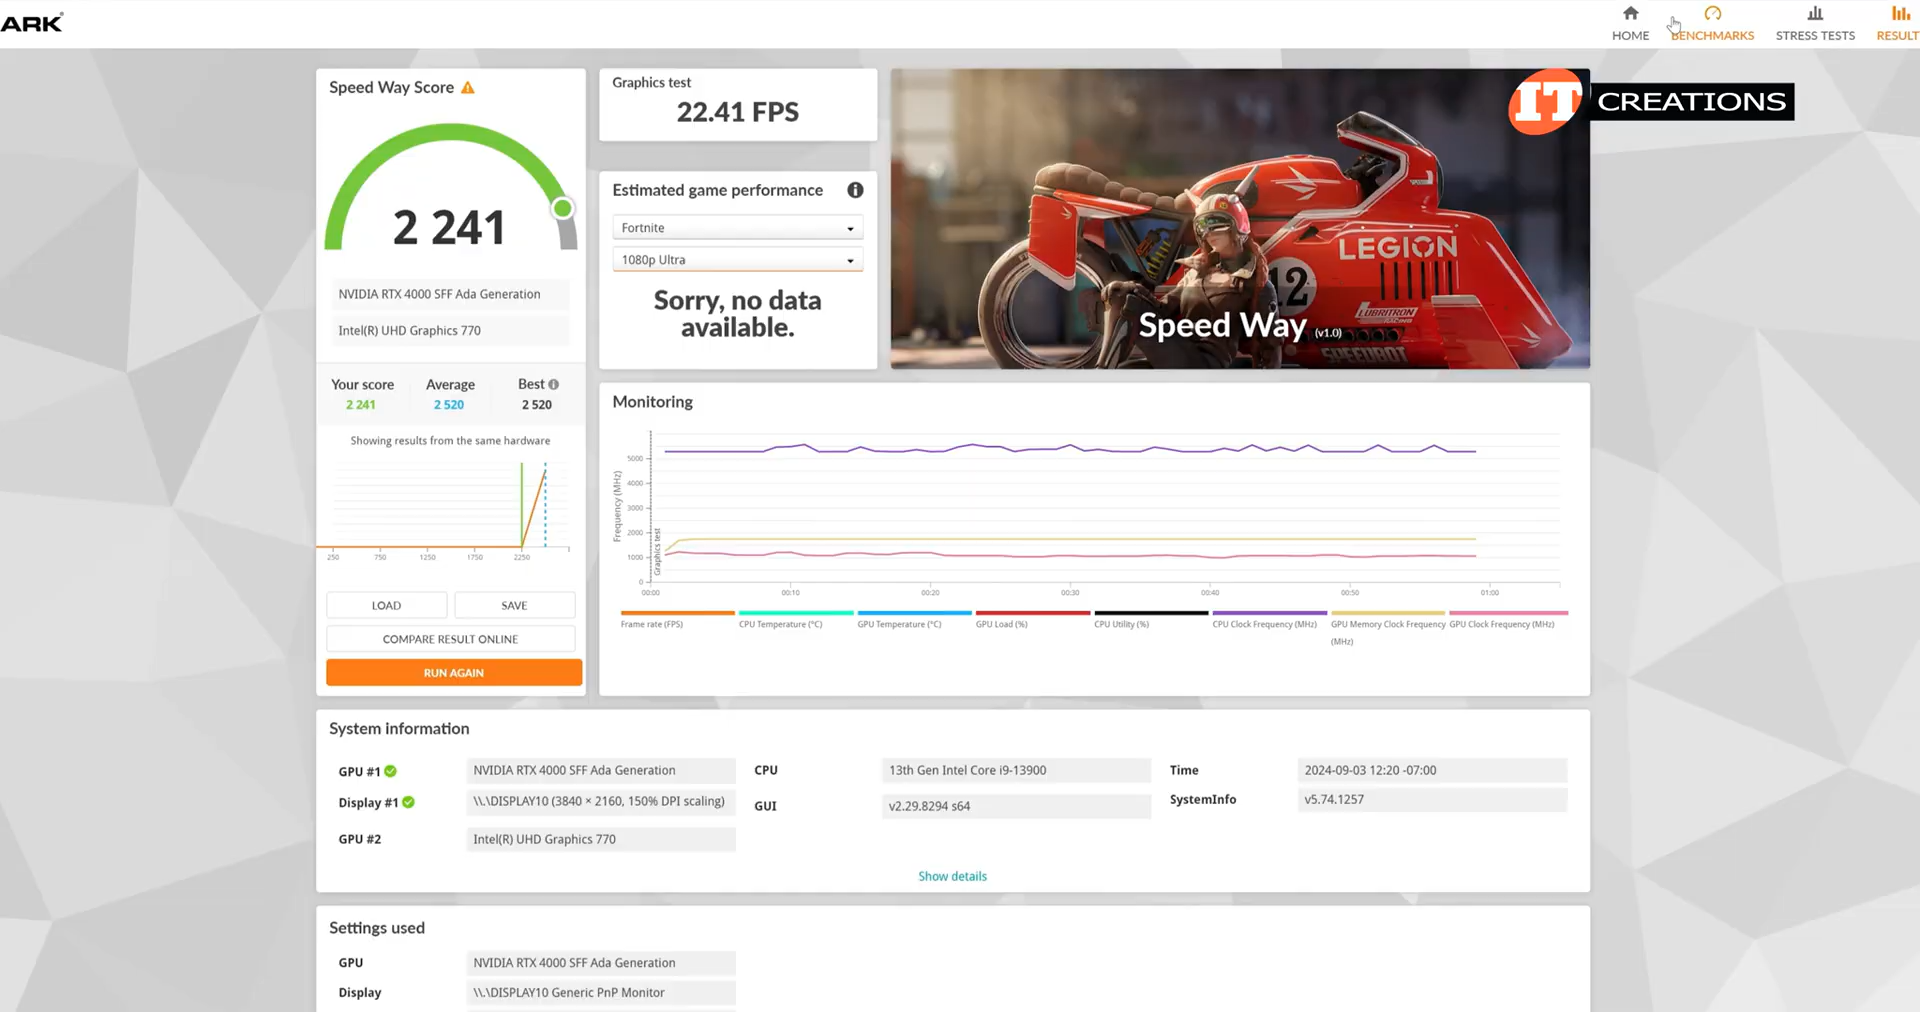 ARK
HOME
BENCHMARKS
STRESS TESTS
RESULT
Speed Way Score
2 241
NVIDIA RTX 4000 SFF Ada Generation
Intel(R) UHD Graphics 770
Your score
Average
Best
2 241
2 520
2 520
Showing results from the same hardware
250
750
1250
1750
2250
LOAD
SAVE
COMPARE RESULT ONLINE
RUN AGAIN
Graphics test
22.41 FPS
Estimated game performance
Fortnite
1080p Ultra
Sorry, no data
available.
IT CREATIONS
LEGION
12
LUBRITRON
RACING
SPEEDBOT
Speed Way (v1.0)
Monitoring
Frequency (MHz)
5000
4000
3000
2000
1000
0
Graphics test
00:00
00:10
00:20
00:30
00:40
00:50
01:00
Frame rate (FPS)
CPU Temperature (°C)
GPU Temperature (°C)
GPU Load (%)
CPU Utility (%)
CPU Clock Frequency (MHz)
GPU Memory Clock Frequency
(MHz)
GPU Clock Frequency (MHz)
System information
GPU #1
NVIDIA RTX 4000 SFF Ada Generation
Display #1
\\.\DISPLAY10 (3840 × 2160, 150% DPI scaling)
GPU #2
Intel(R) UHD Graphics 770
CPU
13th Gen Intel Core i9-13900
GUI
v2.29.8294 s64
Time
2024-09-03 12:20 -07:00
SystemInfo
v5.74.1257
Show details
Settings used
GPU
NVIDIA RTX 4000 SFF Ada Generation
Display
\\.\DISPLAY10 Generic PnP Monitor